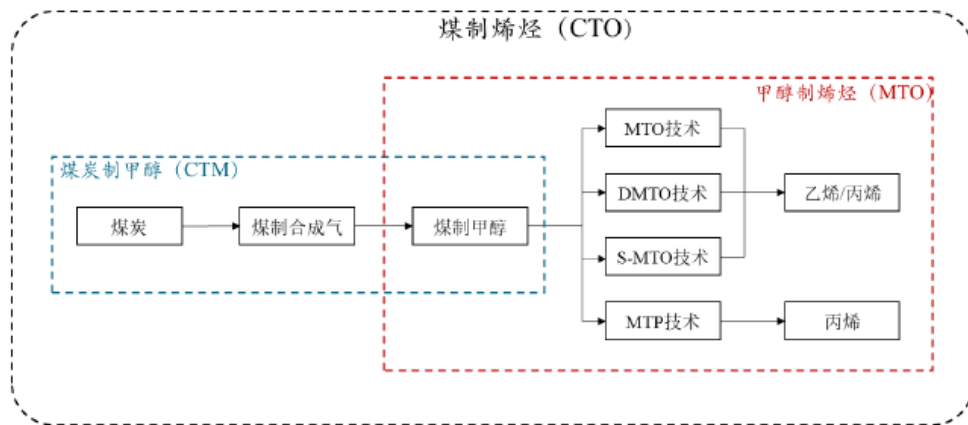 煤制烯烃（CTO）
甲醇制烯烃（MTO）
MTO技术
煤炭制甲醇（CTM）
DMTO技术
乙烯/丙烯
煤炭
煤制合成气
煤制甲醇
S-MTO技术
MTP技术
丙烯